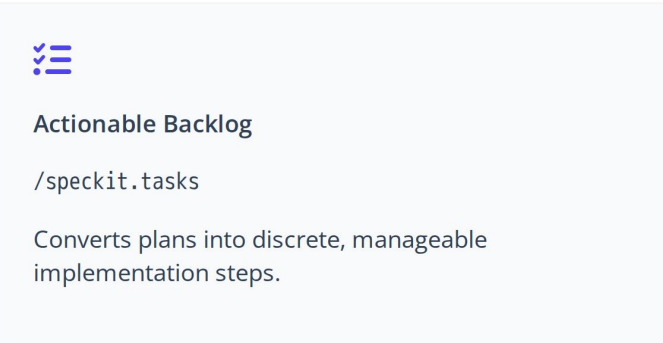 Actionable Backlog
/speckit.tasks
Converts plans into discrete, manageable
implementation steps.